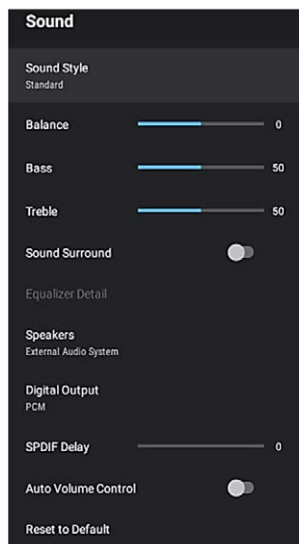 Sound
Sound Style
Standard
Balance 0
Bass 50
Treble 50
Sound Surround
Equalizer Detail
Speakers
External Audio System
Digital Output
PCM
SPDIF Delay 0
Auto Volume Control
Reset to Default